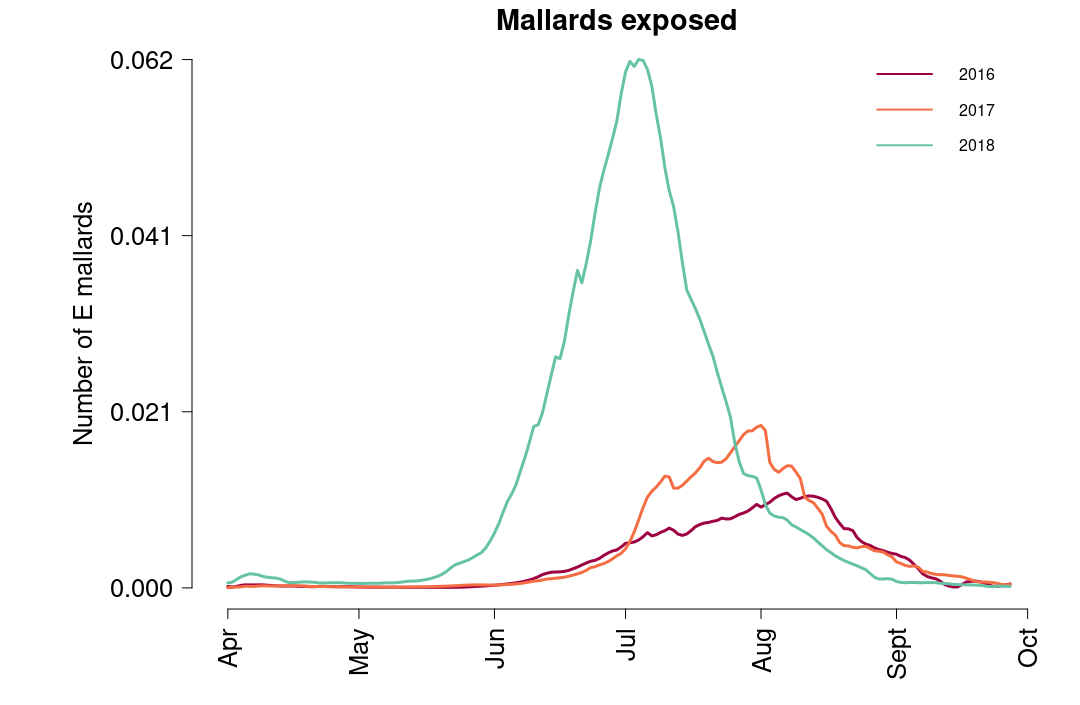 Mallards exposed
0.062
0.041
0.021
0.000
Number of E mallards
2016
2017
2018
Apr
May
Jun
Jul
Aug
Sept
Oct